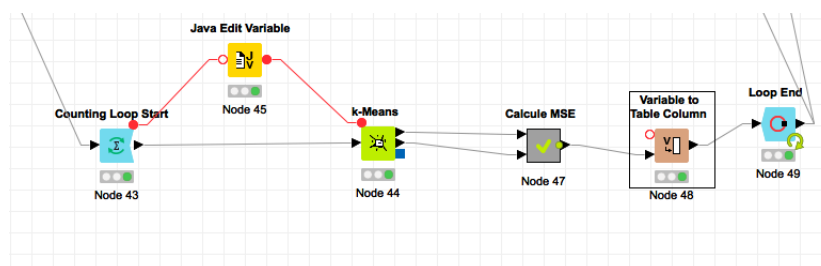 Java Edit Variable
Node 45
Counting Loop Start
Σ
Node 43
k-Means
Node 44
Calcule MSE
Node 47
Variable to
Table Column
V
Node 48
Loop End
Node 49